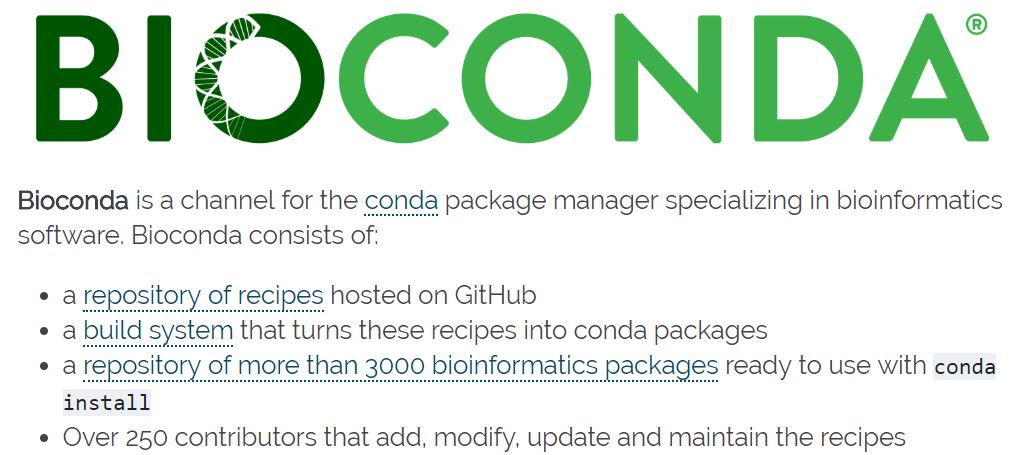 BIOCONDA®
Bioconda is a channel for the conda package manager specializing in bioinformatics
software. Bioconda consists of:
• a repository of recipes hosted on GitHub
• a build system that turns these recipes into conda packages
• a repository of more than 3000 bioinformatics packages ready to use with conda
install
• Over 250 contributors that add, modify, update and maintain the recipes